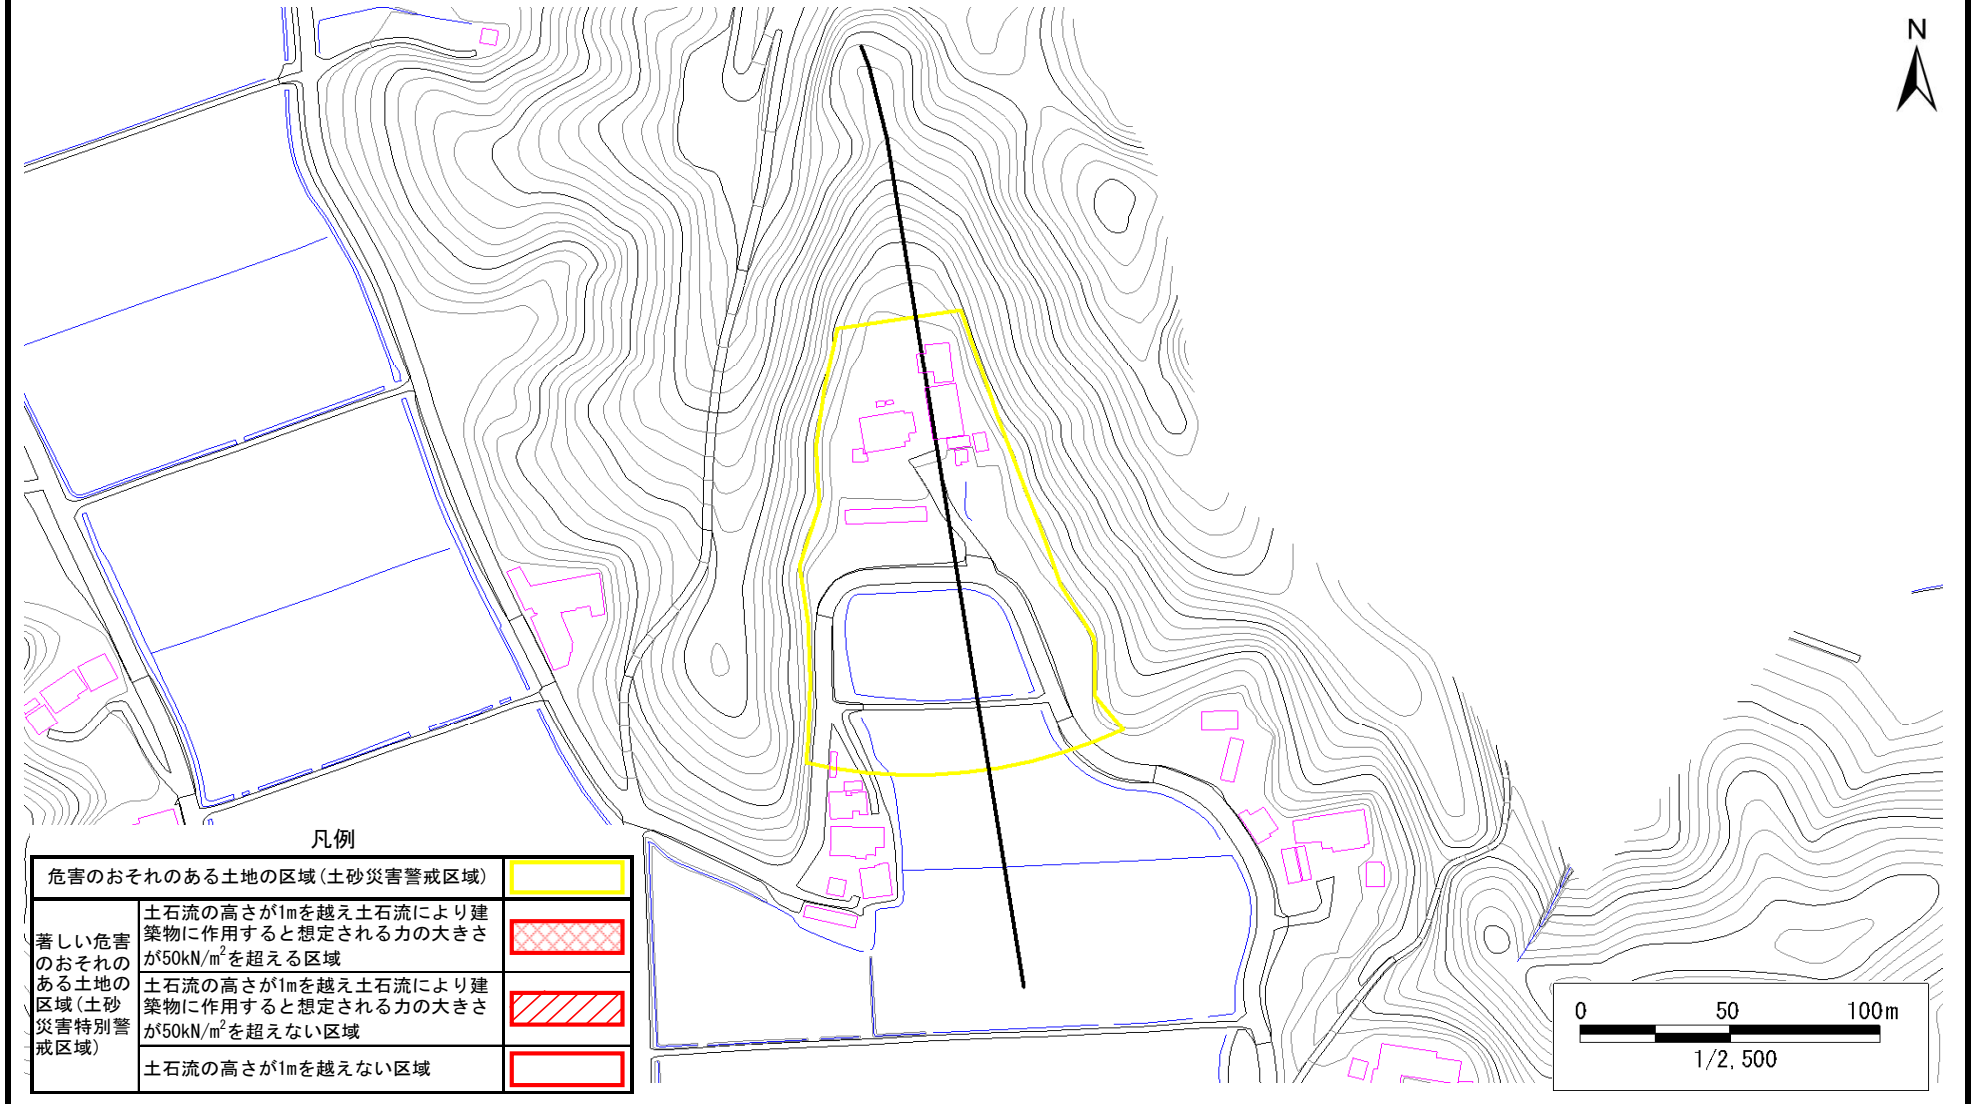 N
凡例
危害のおそれのある土地の区域(土砂災害警戒区域)
著しい危害
のおそれの
ある土地の
区域(土砂
災害特別警
戒区域)
土石流の高さが1mを越え土石流により建
築物に作用すると想定される力の大きさ
が50kN/m²を超える区域
土石流の高さが1mを越え土石流により建
築物に作用すると想定される力の大きさ
が50kN/m²を超えない区域
土石流の高さが1mを越えない区域
0 50 100m
1/2,500